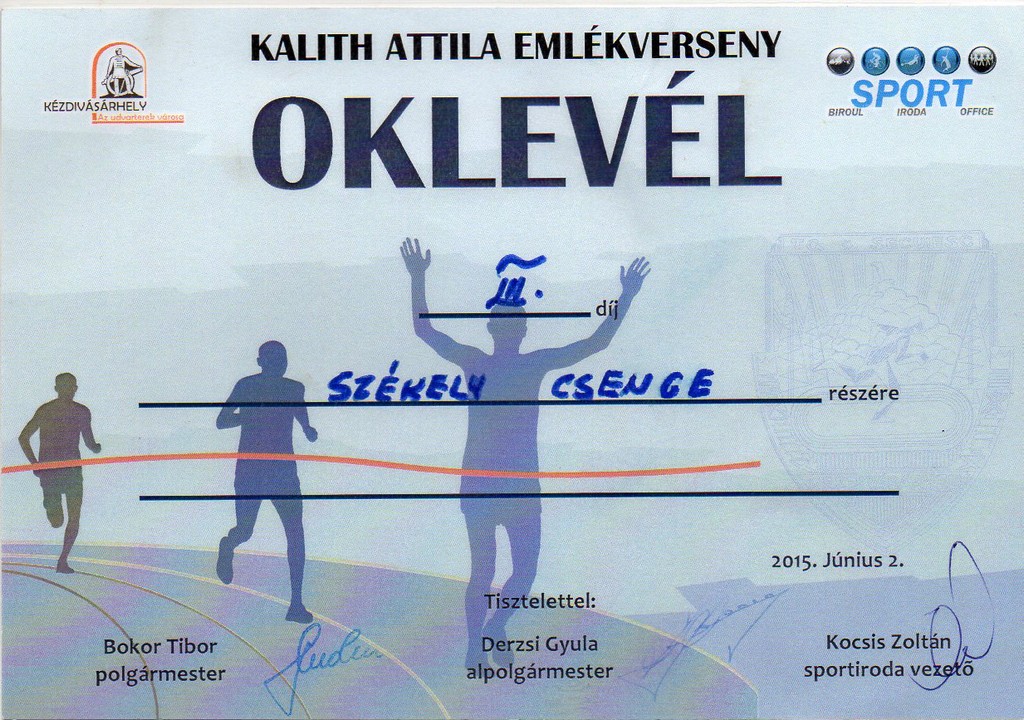 KALITH ATTILA EMLÉKVERSENY
KÉZDIVÁSÁRHELY
Az udvarterek városa
SPORT
BIROUL IRODA OFFICE
OKLEVÉL
III. díj
SZÉKELY CSENGE részére
2015. Június 2.
Tisztelettel:
Bokor Tibor
polgármester
Derzsi Gyula
alpolgármester
Kocsis Zoltán
sportiroda vezető